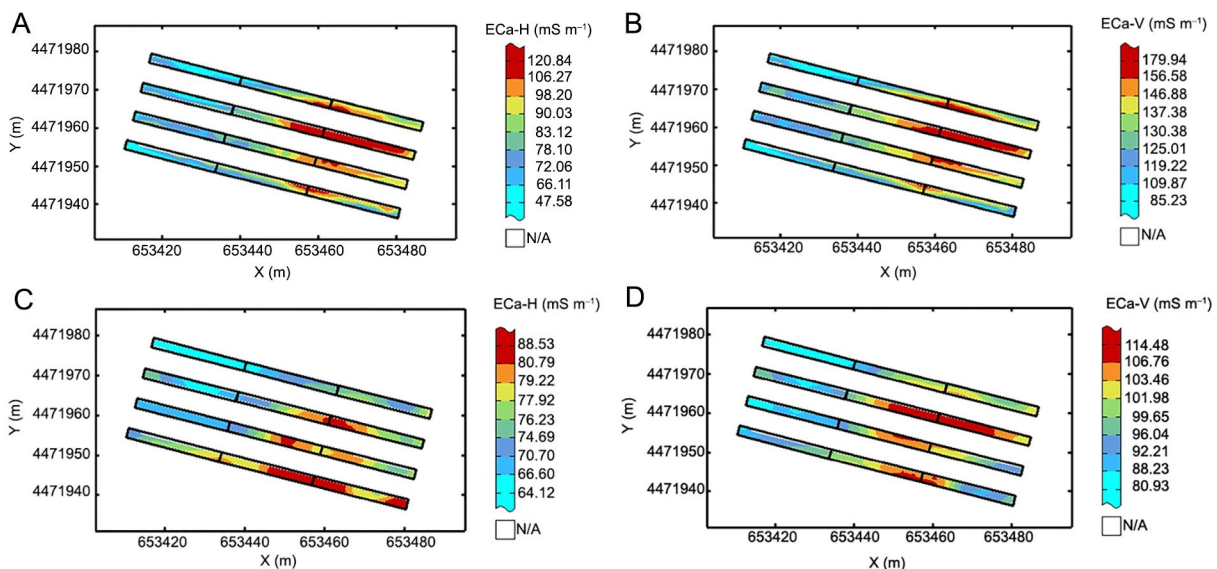 A
ECa-H (mS m⁻¹)
4471980
4471970
4471960
4471950
4471940
Y (m)
653420 653440 653460 653480
X (m)
120.84
106.27
98.20
90.03
83.12
78.10
72.06
66.11
47.58
N/A
B
ECa-V (mS m⁻¹)
4471980
4471970
4471960
4471950
4471940
Y (m)
653420 653440 653460 653480
X (m)
179.94
156.58
146.88
137.38
130.38
125.01
119.22
109.87
85.23
N/A
C
ECa-H (mS m⁻¹)
4471980
4471970
4471960
4471950
4471940
Y (m)
653420 653440 653460 653480
X (m)
88.53
80.79
79.22
77.92
76.23
74.69
70.70
66.60
64.12
N/A
D
ECa-V (mS m⁻¹)
4471980
4471970
4471960
4471950
4471940
Y (m)
653420 653440 653460 653480
X (m)
114.48
106.76
103.46
101.98
99.65
96.04
92.21
88.23
80.93
N/A